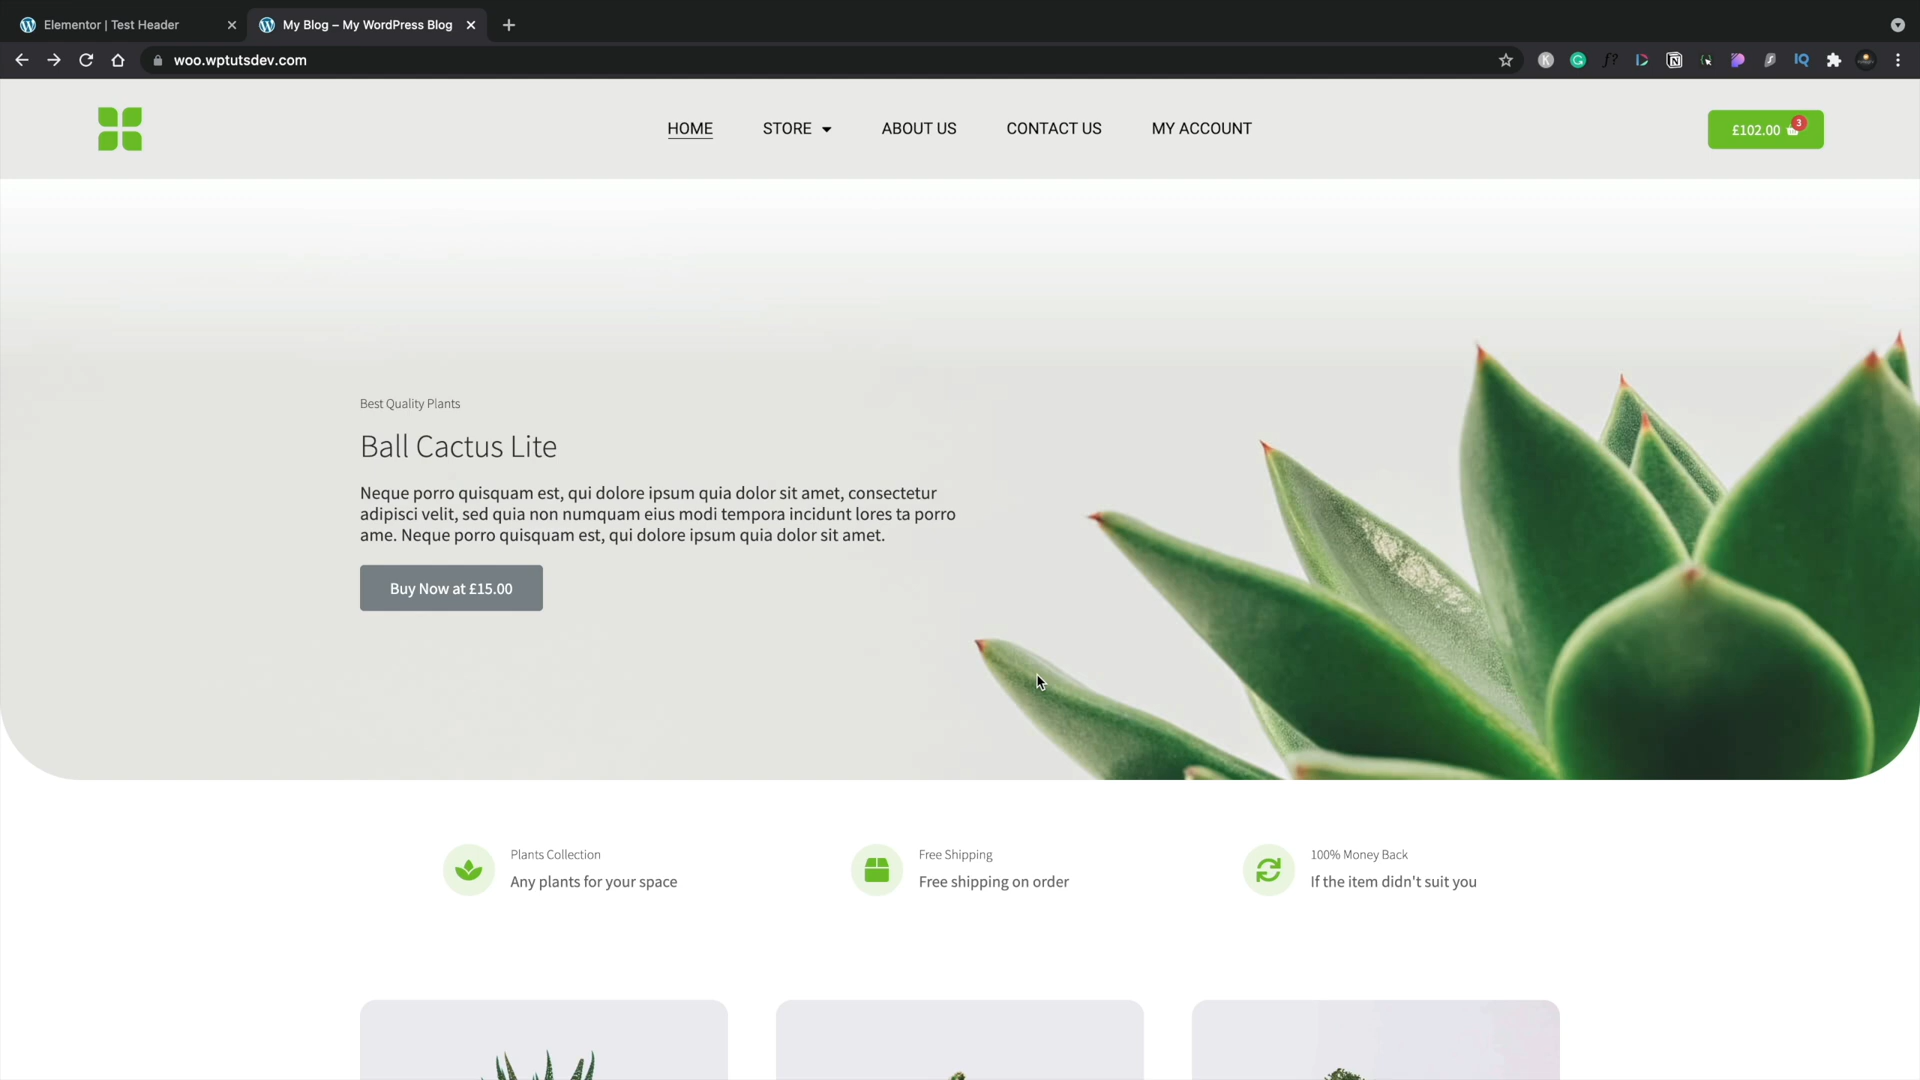 Elementor | Test Header
My Blog – My WordPress Blog
woo.wptutsdev.com
HOME
STORE
ABOUT US
CONTACT US
MY ACCOUNT
£102.00
3
Best Quality Plants
Ball Cactus Lite
Neque porro quisquam est, qui dolore ipsum quia dolor sit amet, consectetur
adipisci velit, sed quia non numquam eius modi tempora incidunt lores ta porro
ame. Neque porro quisquam est, qui dolore ipsum quia dolor sit amet.
Buy Now at £15.00
Plants Collection
Any plants for your space
Free Shipping
Free shipping on order
100% Money Back
If the item didn't suit you